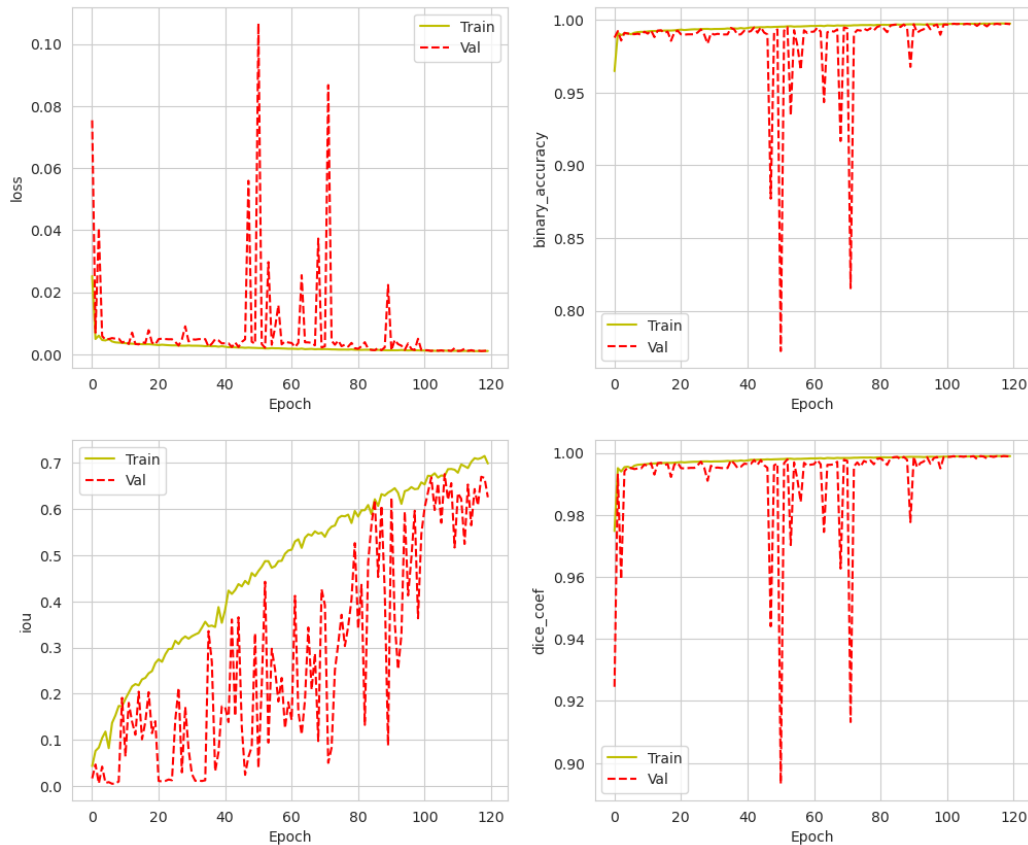 loss
0.10
0.08
0.06
0.04
0.02
0.00
0 20 40 60 80 100 120
Epoch
Train
Val
binary_accuracy
1.00
0.95
0.90
0.85
0.80
0 20 40 60 80 100 120
Epoch
Train
Val
iou
0.7
0.6
0.5
0.4
0.3
0.2
0.1
0.0
0 20 40 60 80 100 120
Epoch
Train
Val
dice_coef
1.00
0.98
0.96
0.94
0.92
0.90
0 20 40 60 80 100 120
Epoch
Train
Val